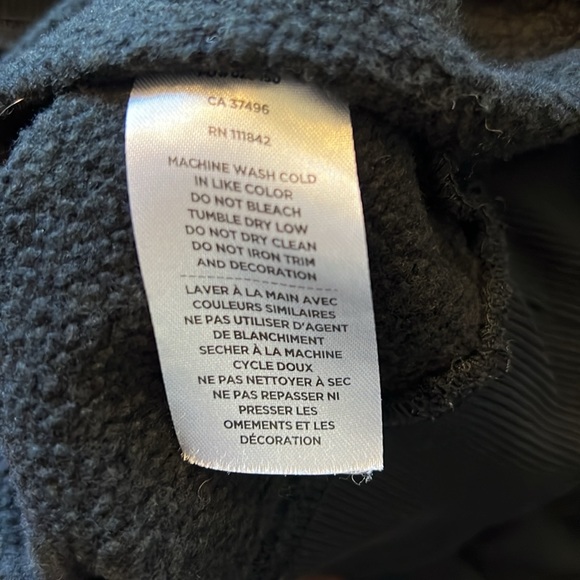 CA 37496
RN 111842
MACHINE WASH COLD
IN LIKE COLOR
DO NOT BLEACH
TUMBLE DRY LOW
DO NOT DRY CLEAN
DO NOT IRON TRIM
AND DECORATION
LAVER À LA MAIN AVEC
COULEURS SIMILAIRES
NE PAS UTILISER D'AGENT
DE BLANCHIMENT
SECHER À LA MACHINE
CYCLE DOUX
NE PAS NETTOYER À SEC
NE PAS REPASSER NI
PRESSER LES
OMEMENTS ET LES
DÉCORATION